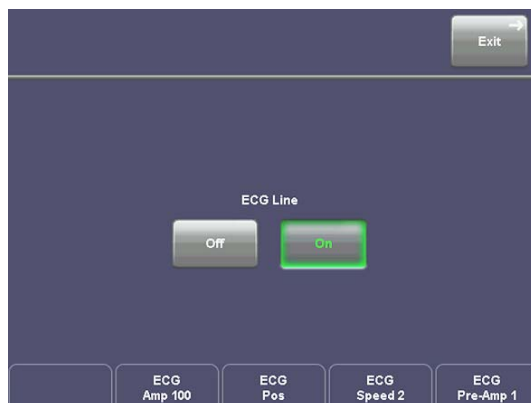 Exit
ECG Line
Off
On
ECG
Amp 100
ECG
Pos
ECG
Speed 2
ECG
Pre-Amp 1